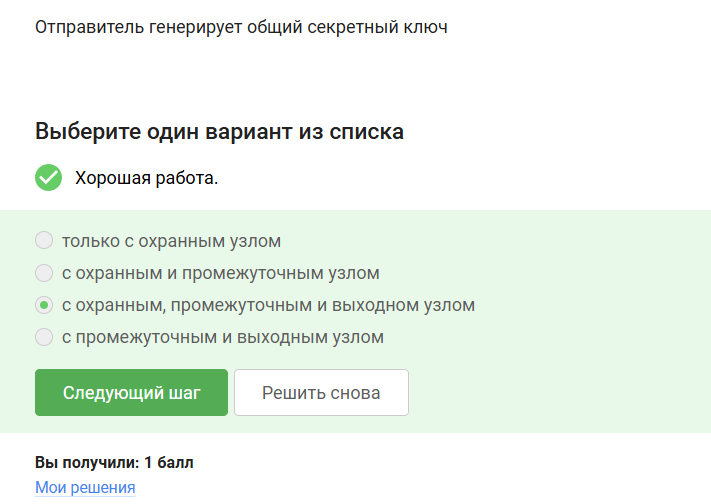 Отправитель генерирует общий секретный ключ
Выберите один вариант из списка
Хорошая работа.
только с охранным узлом
с охранным и промежуточным узлом
с охранным, промежуточным и выходном узлом
с промежуточным и выходным узлом
Следующий шаг Решить снова
Вы получили: 1 балл
Мои решения